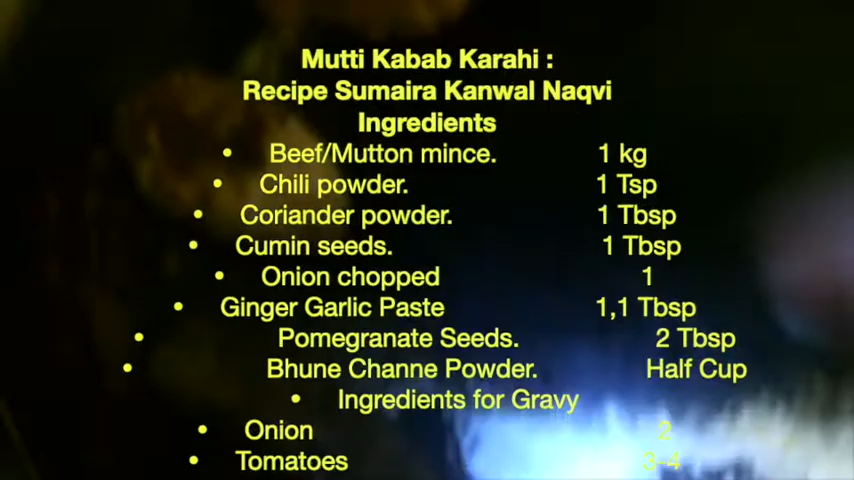 Mutti Kabab Karahi :
Recipe Sumaira Kanwal Naqvi
Ingredients
• Beef/Mutton mince. 1 kg
• Chili powder. 1 Tsp
• Coriander powder. 1 Tbsp
• Cumin seeds. 1 Tbsp
• Onion chopped 1
• Ginger Garlic Paste 1,1 Tbsp
• Pomegranate Seeds. 2 Tbsp
• Bhune Channe Powder. Half Cup
• Ingredients for Gravy
• Onion 2
• Tomatoes 3-4